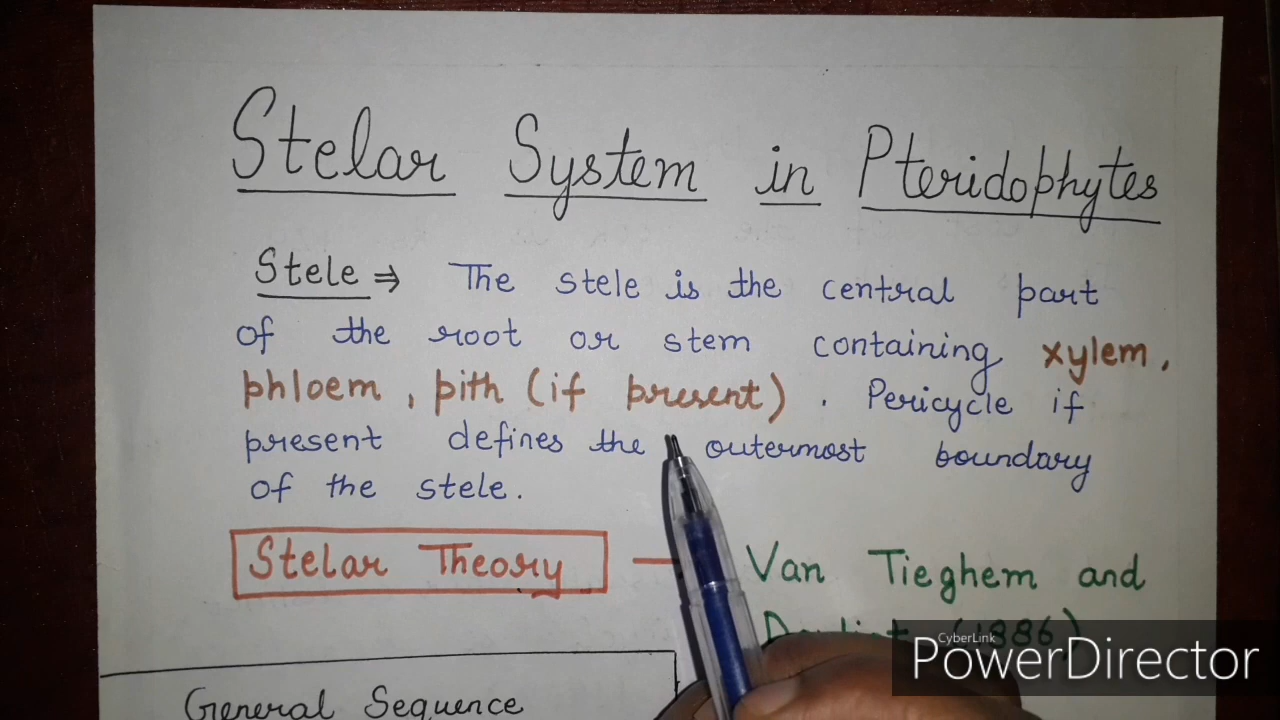 Stelar System in Pteridophytes
Stele ⇒ The stele is the central part
of the root or stem containing xylem,
phloem, pith (if present). Pericycle if
present defines the outermost boundary
of the stele.
Stelar Theory — Van Tieghem and
(1886)
CyberLink
PowerDirector
General Sequence